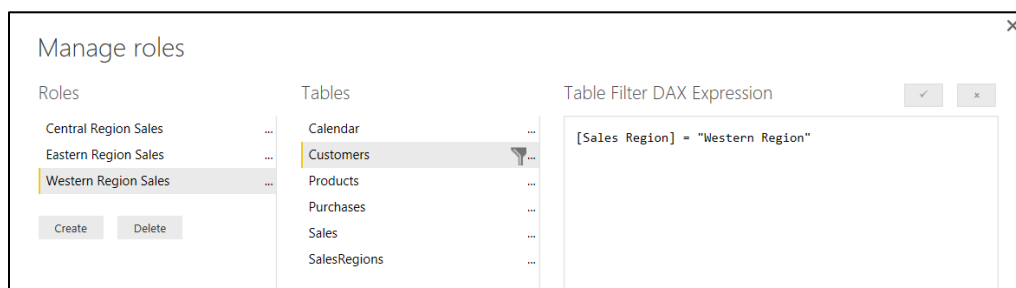 Manage roles
Roles
Central Region Sales ...
Eastern Region Sales ...
Western Region Sales ...
Create Delete
Tables
Calendar ...
Customers ...
Products ...
Purchases ...
Sales ...
SalesRegions ...
Table Filter DAX Expression
[Sales Region] = "Western Region"